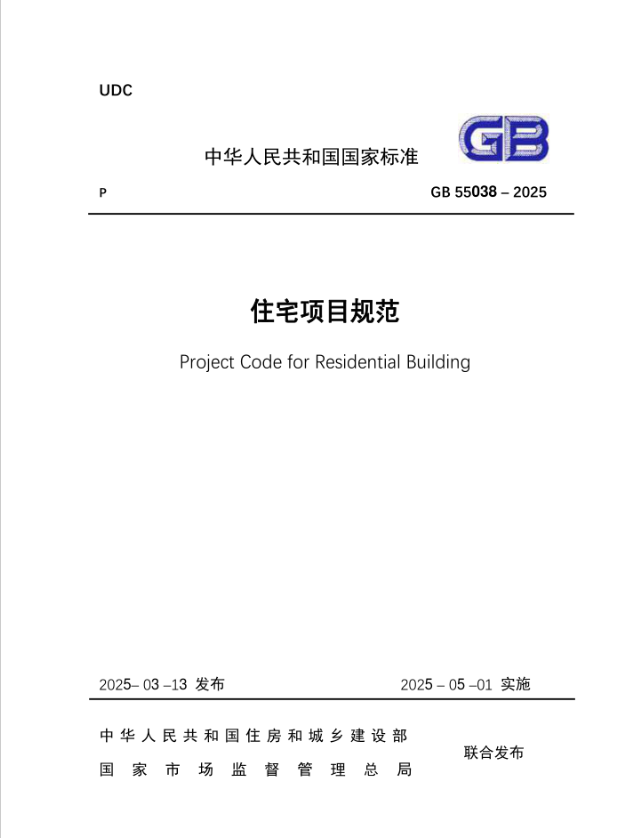 UDC
GB
中华人民共和国国家标准
P
GB 55038 – 2025
住宅项目规范
Project Code for Residential Building
2025– 03 –13 发布
2025 – 05 –01 实施
中华人民共和国住房和城乡建设部
国家市场监督管理总局
联合发布